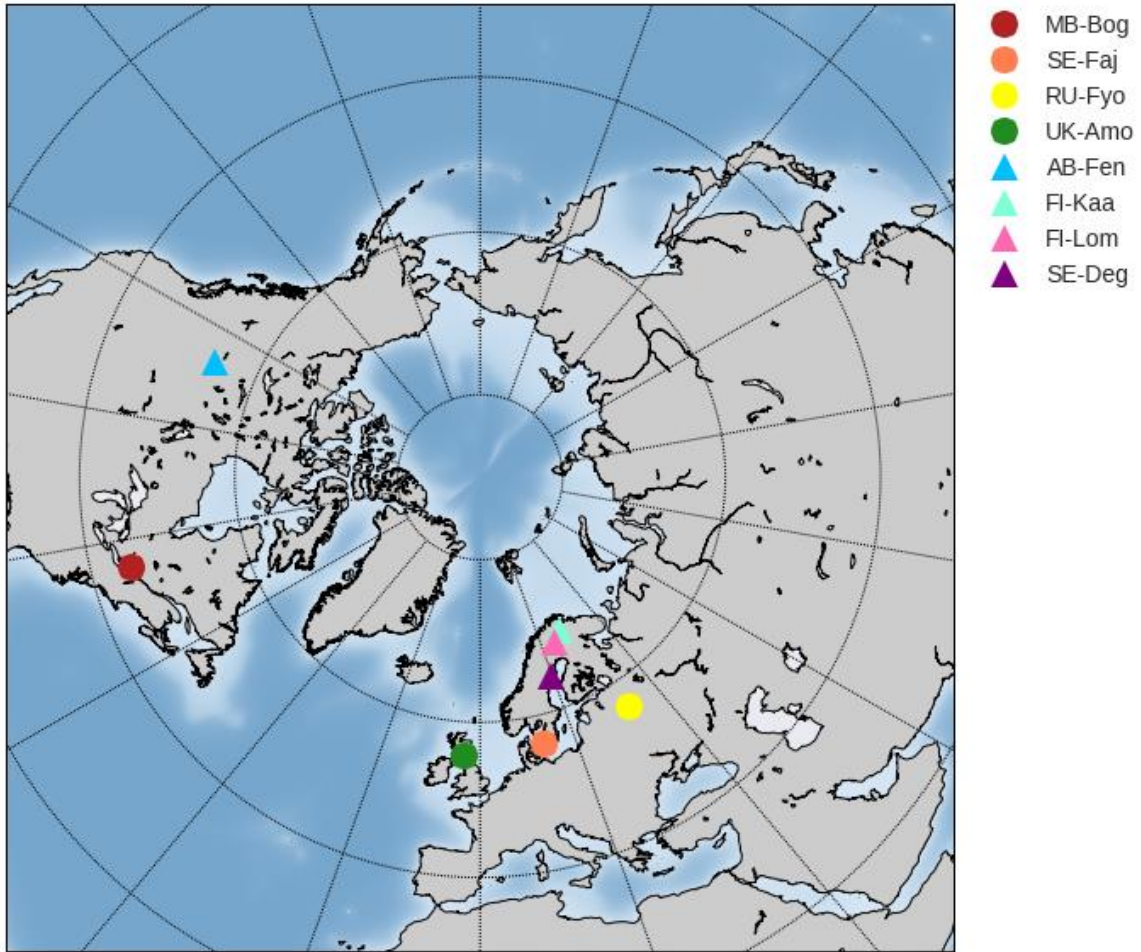 MB-Bog
SE-Faj
RU-Fyo
UK-Amo
AB-Fen
FI-Kaa
FI-Lom
SE-Deg